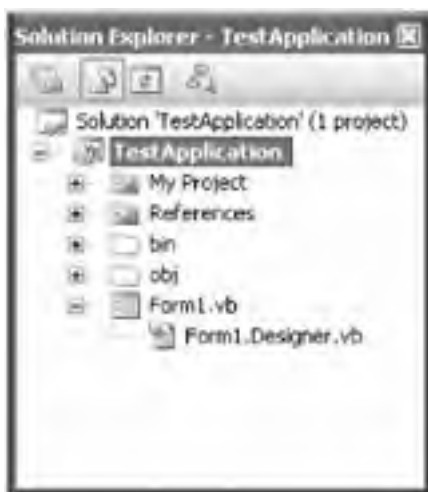 Solution Explorer - TestApplication
Solution 'TestApplication' (1 project)
TestApplication
My Project
References
bin
obj
Form1.vb
Form1.Designer.vb